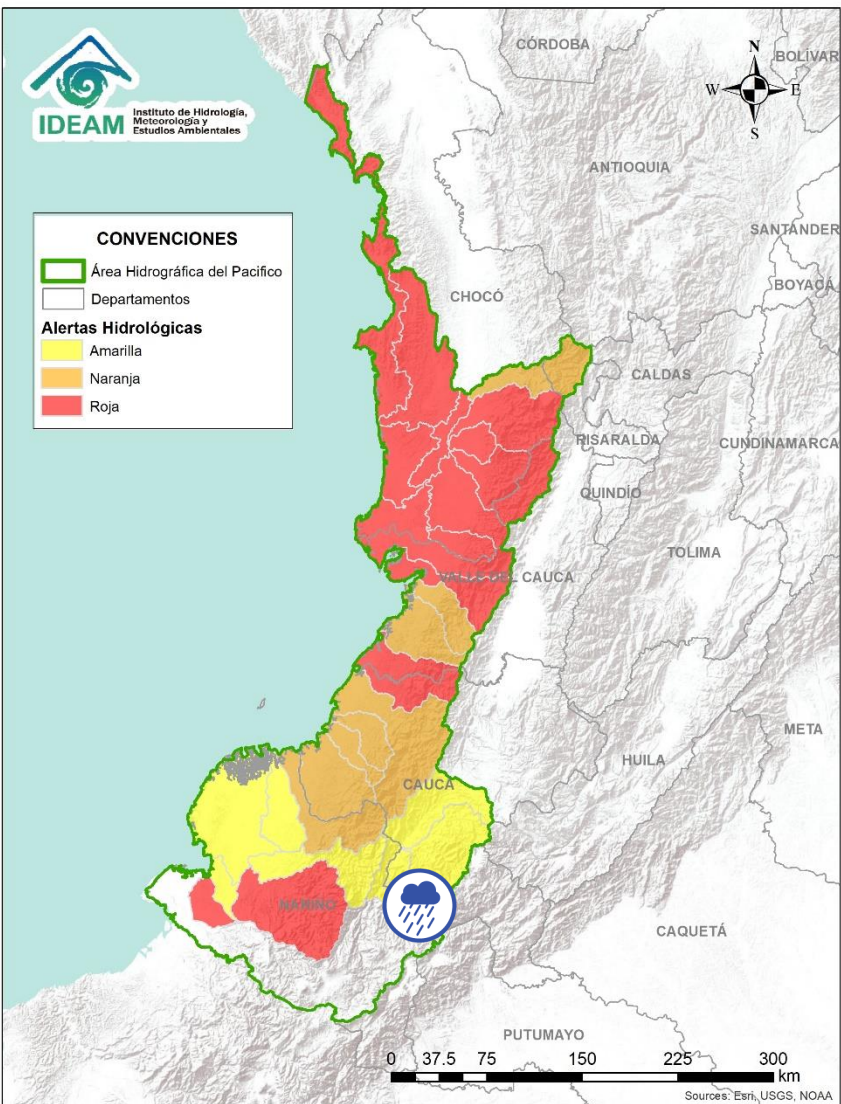 IDEAM
Instituto de Hidrología,
Meteorología y
Estudios Ambientales
CÓRDOBA
BOLÍVAR
N
W
E
S
ANTIOQUIA
SANTANDER
CONVENCIONES
Área Hidrográfica del Pacifico
Departamentos
Alertas Hidrológicas
Amarilla
Naranja
Roja
BOYACÁ
CHOCÓ
CALDAS
RISARALDA
CUNDINAMARCA
QUINDÍO
TOLIMA
VALLE DEL CAUCA
META
HUILA
CAUCA
NARIÑO
CAQUETÁ
PUTUMAYO
0 37.5 75 150 225 300
km
Sources: Esri, USGS, NOAA